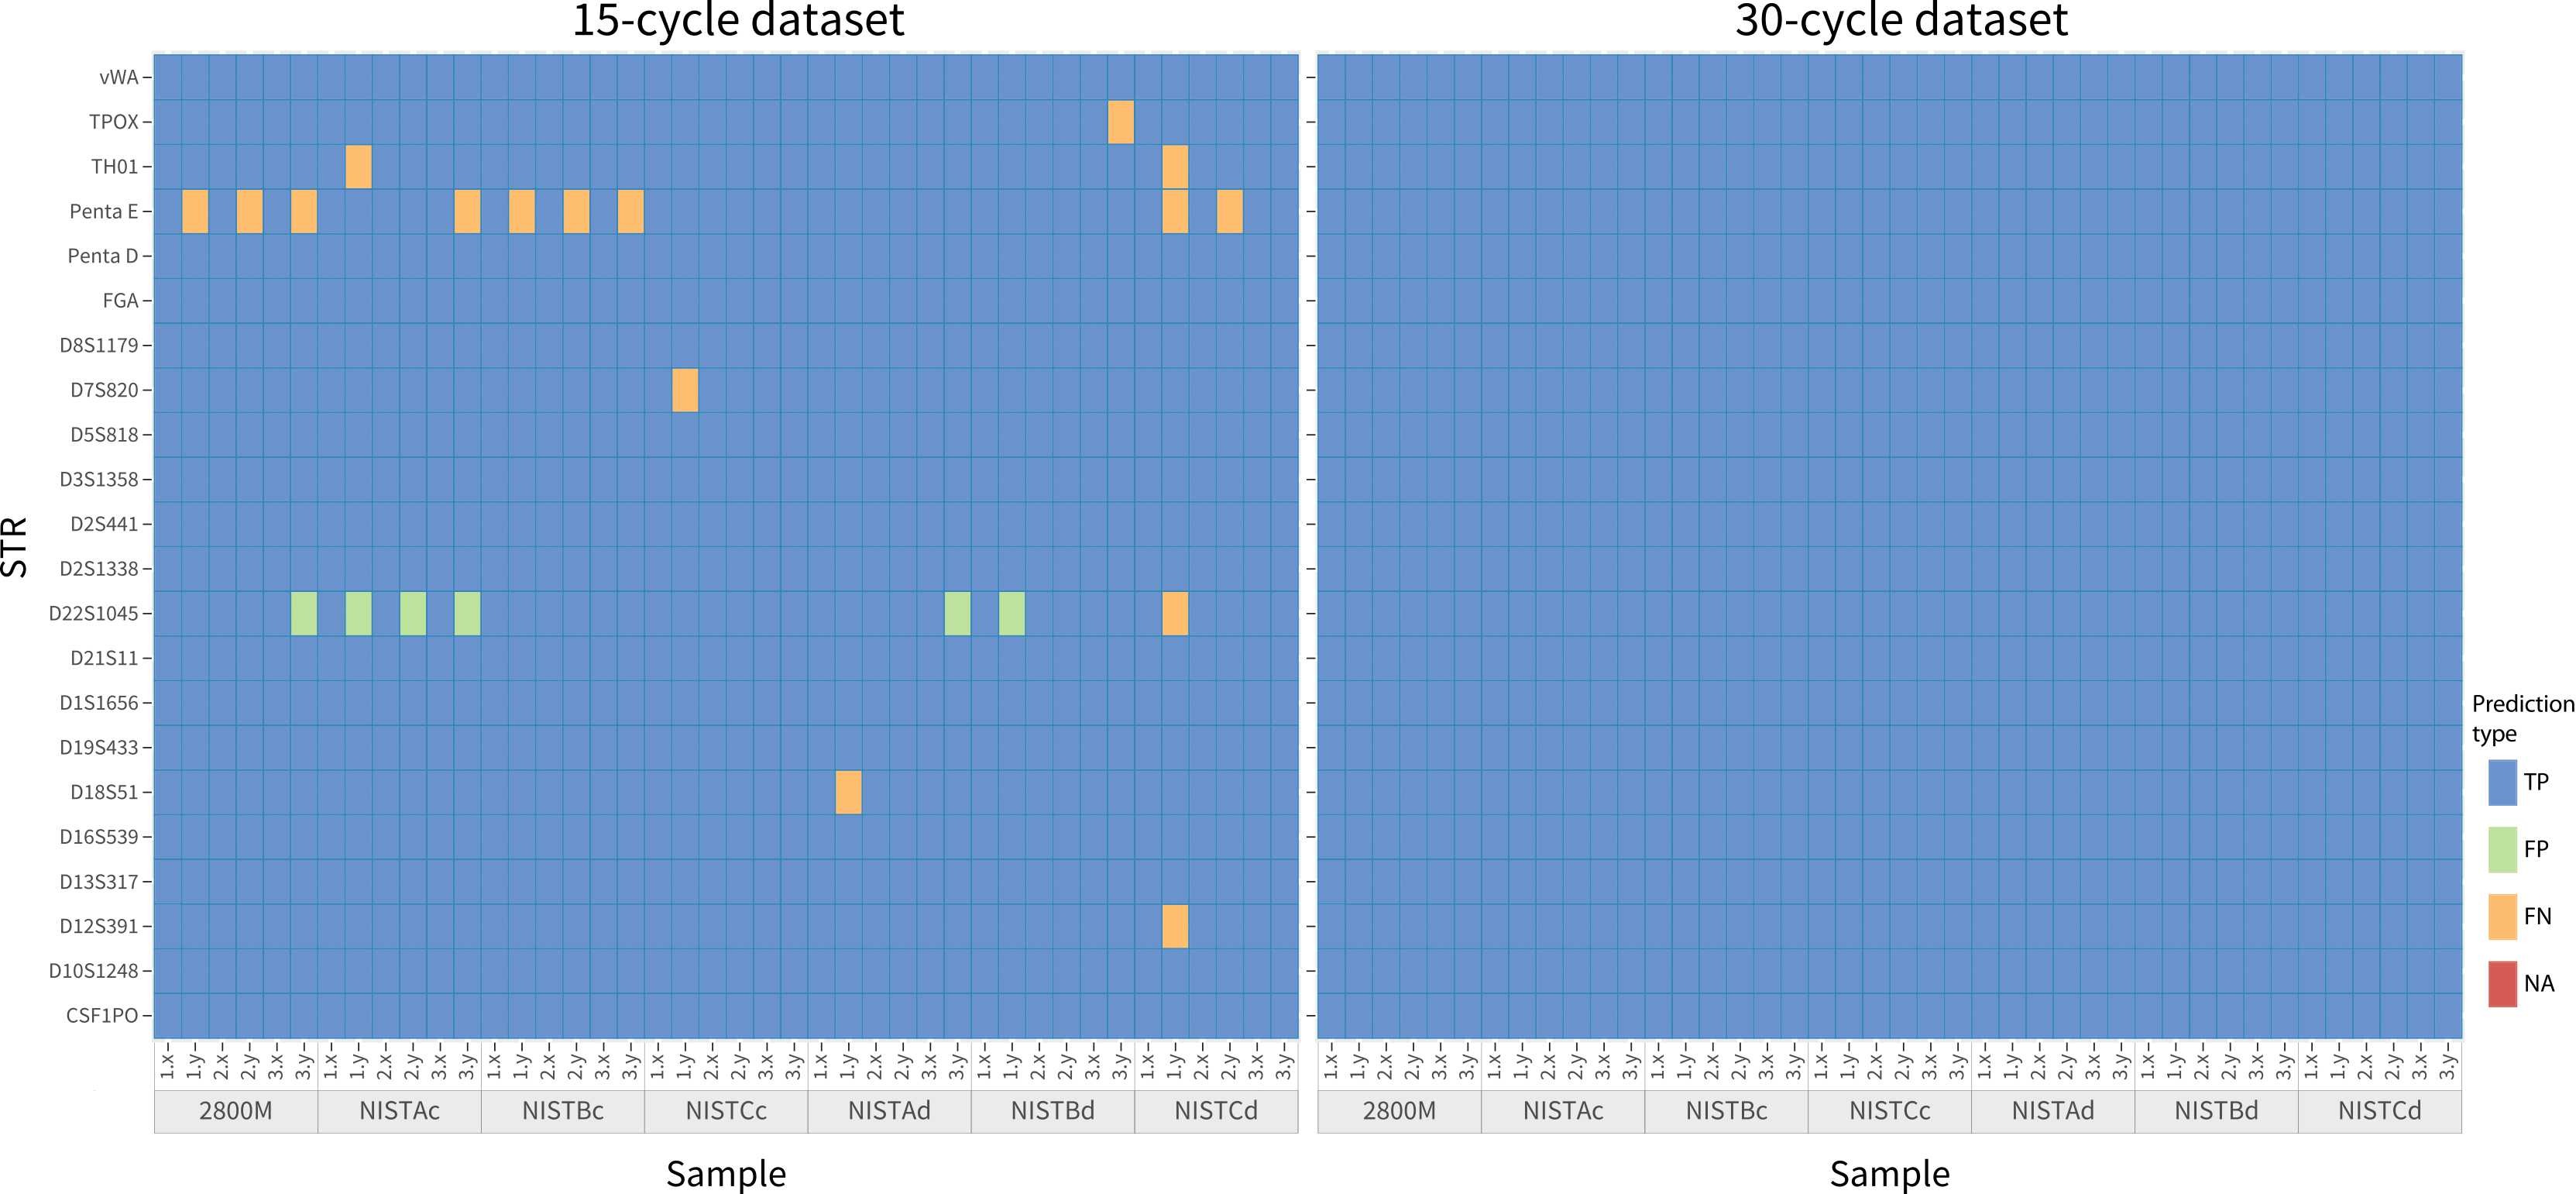 15-cycle dataset
30-cycle dataset
STR
vWA
TPOX
TH01
Penta E
Penta D
FGA
D8S1179
D7S820
D5S818
D3S1358
D2S441
D2S1338
D22S1045
D21S11
D1S1656
D19S433
D18S51
D16S539
D13S317
D12S391
D10S1248
CSF1PO
1.x 1.y 2.x 2.y 3.x 3.y 1.x 1.y 2.x 2.y 3.x 3.y 1.x 1.y 2.x 2.y 3.x 3.y 1.x 1.y 2.x 2.y 3.x 3.y 1.x 1.y 2.x 2.y 3.x 3.y 1.x 1.y 2.x 2.y 3.x 3.y 1.x 1.y 2.x 2.y 3.x 3.y
2800M NISTAc NISTBc NISTCc NISTAd NISTBd NISTCd
Sample
1.x 1.y 2.x 2.y 3.x 3.y 1.x 1.y 2.x 2.y 3.x 3.y 1.x 1.y 2.x 2.y 3.x 3.y 1.x 1.y 2.x 2.y 3.x 3.y 1.x 1.y 2.x 2.y 3.x 3.y 1.x 1.y 2.x 2.y 3.x 3.y 1.x 1.y 2.x 2.y 3.x 3.y
2800M NISTAc NISTBc NISTCc NISTAd NISTBd NISTCd
Sample
Prediction
type
TP
FP
FN
NA